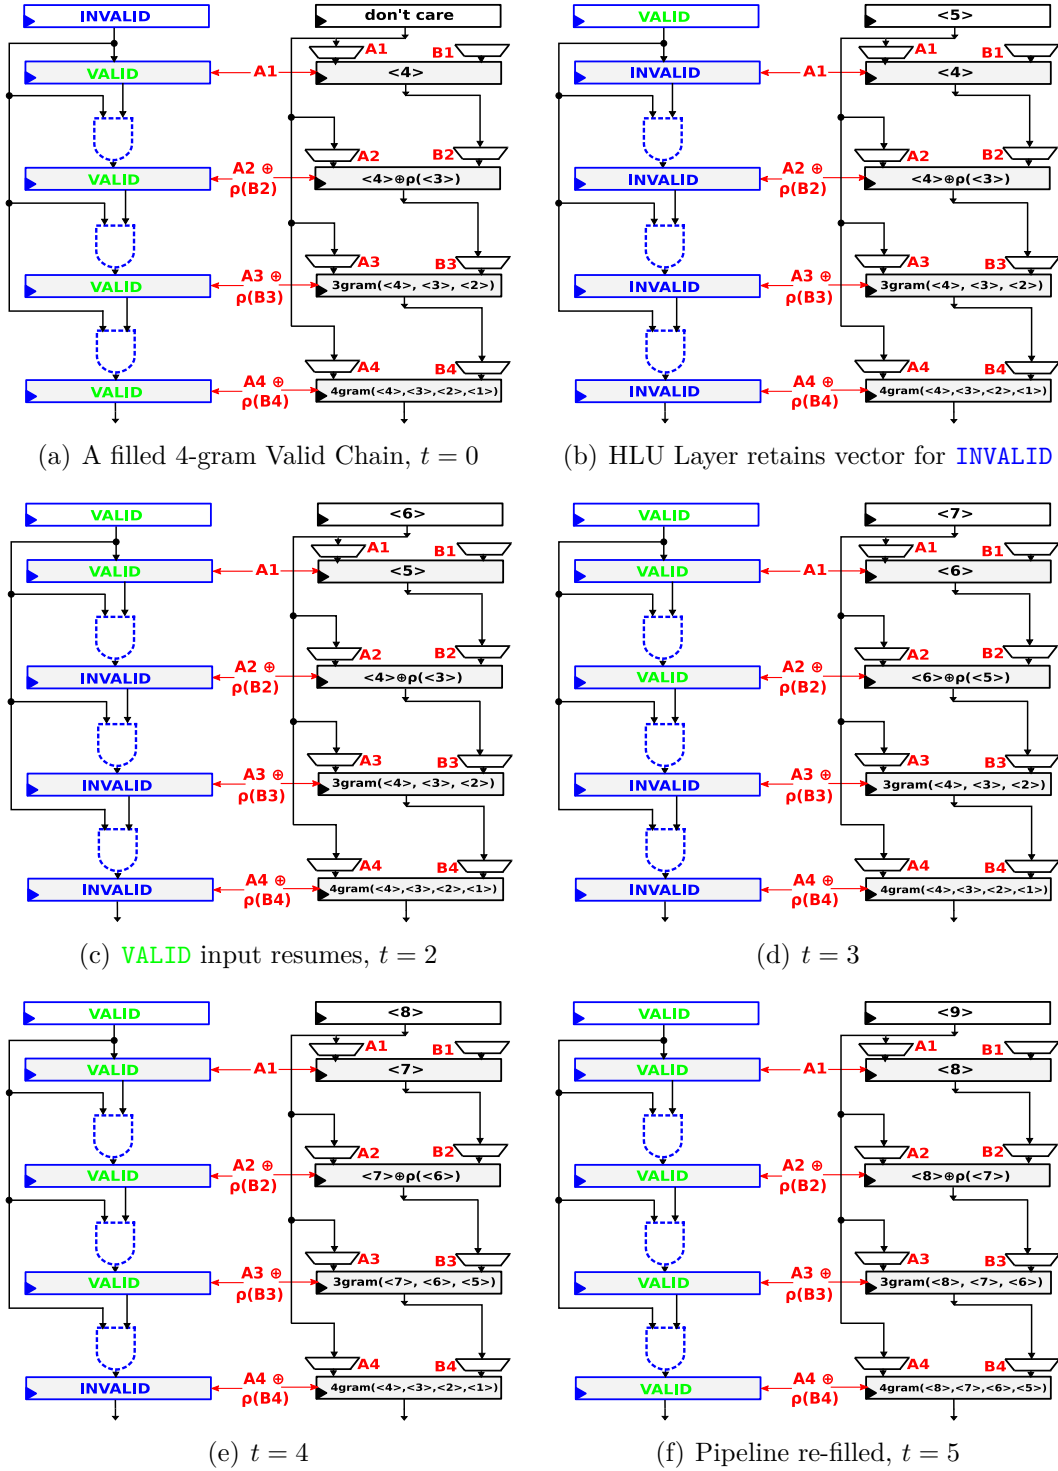 INVALID don't care
A1 B1
VALID A1 <4>
A2 B2
VALID A2 ⊕ ρ(B2) <4>⊕ρ(<3>)
A3 B3
VALID A3 ⊕ ρ(B3) 3gram(<4>, <3>, <2>)
A4 B4
VALID A4 ⊕ ρ(B4) 4gram(<4>,<3>,<2>,<1>)
(a) A filled 4-gram Valid Chain, t = 0
VALID <5>
A1 B1
INVALID A1 <4>
A2 B2
INVALID A2 ⊕ ρ(B2) <4>⊕ρ(<3>)
A3 B3
INVALID A3 ⊕ ρ(B3) 3gram(<4>, <3>, <2>)
A4 B4
INVALID A4 ⊕ ρ(B4) 4gram(<4>,<3>,<2>,<1>)
(b) HLU Layer retains vector for INVALID
VALID <6>
A1 B1
VALID A1 <5>
A2 B2
INVALID A2 ⊕ ρ(B2) <4>⊕ρ(<3>)
A3 B3
INVALID A3 ⊕ ρ(B3) 3gram(<4>, <3>, <2>)
A4 B4
INVALID A4 ⊕ ρ(B4) 4gram(<4>,<3>,<2>,<1>)
(c) VALID input resumes, t = 2
VALID <7>
A1 B1
VALID A1 <6>
A2 B2
VALID A2 ⊕ ρ(B2) <6>⊕ρ(<5>)
A3 B3
INVALID A3 ⊕ ρ(B3) 3gram(<4>, <3>, <2>)
A4 B4
INVALID A4 ⊕ ρ(B4) 4gram(<4>,<3>,<2>,<1>)
(d) t = 3
VALID <8>
A1 B1
VALID A1 <7>
A2 B2
VALID A2 ⊕ ρ(B2) <7>⊕ρ(<6>)
A3 B3
VALID A3 ⊕ ρ(B3) 3gram(<7>, <6>, <5>)
A4 B4
INVALID A4 ⊕ ρ(B4) 4gram(<4>,<3>,<2>,<1>)
(e) t = 4
VALID <9>
A1 B1
VALID A1 <8>
A2 B2
VALID A2 ⊕ ρ(B2) <8>⊕ρ(<7>)
A3 B3
VALID A3 ⊕ ρ(B3) 3gram(<8>, <7>, <6>)
A4 B4
VALID A4 ⊕ ρ(B4) 4gram(<8>,<7>,<6>,<5>)
(f) Pipeline re-filled, t = 5